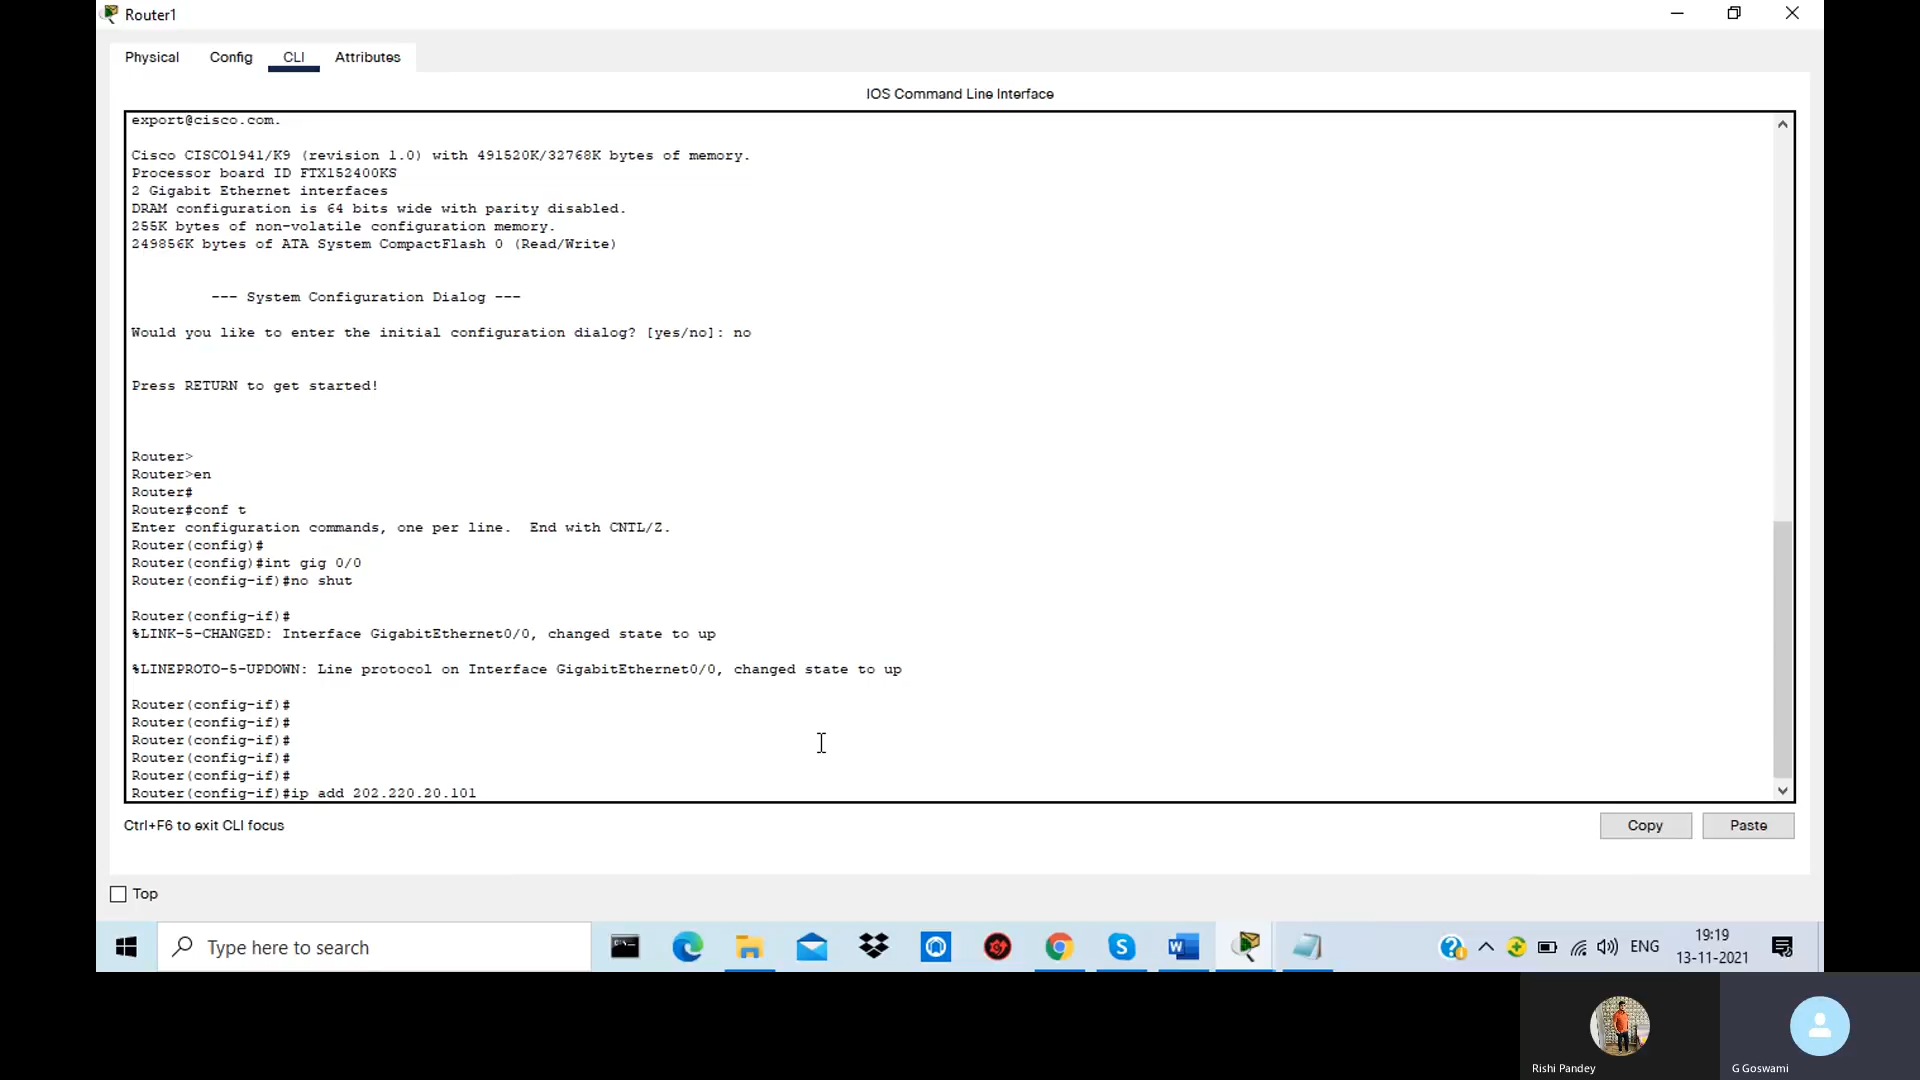 Router1
Physical Config CLI Attributes
IOS Command Line Interface
export@cisco.com.
Cisco CISCO1941/K9 (revision 1.0) with 491520K/32768K bytes of memory.
Processor board ID FTX152400KS
2 Gigabit Ethernet interfaces
DRAM configuration is 64 bits wide with parity disabled.
255K bytes of non-volatile configuration memory.
249856K bytes of ATA System CompactFlash 0 (Read/Write)
--- System Configuration Dialog ---
Would you like to enter the initial configuration dialog? [yes/no]: no
Press RETURN to get started!
Router>
Router>en
Router#
Router#conf t
Enter configuration commands, one per line.  End with CNTL/Z.
Router(config)#
Router(config)#int gig 0/0
Router(config-if)#no shut
Router(config-if)#
%LINK-5-CHANGED: Interface GigabitEthernet0/0, changed state to up
%LINEPROTO-5-UPDOWN: Line protocol on Interface GigabitEthernet0/0, changed state to up
Router(config-if)#
Router(config-if)#
Router(config-if)#
Router(config-if)#
Router(config-if)#
Router(config-if)#ip add 202.220.20.101
Ctrl+F6 to exit CLI focus
Copy Paste
Top
Type here to search
ENG
19:19
13-11-2021
Rishi Pandey
G Goswami